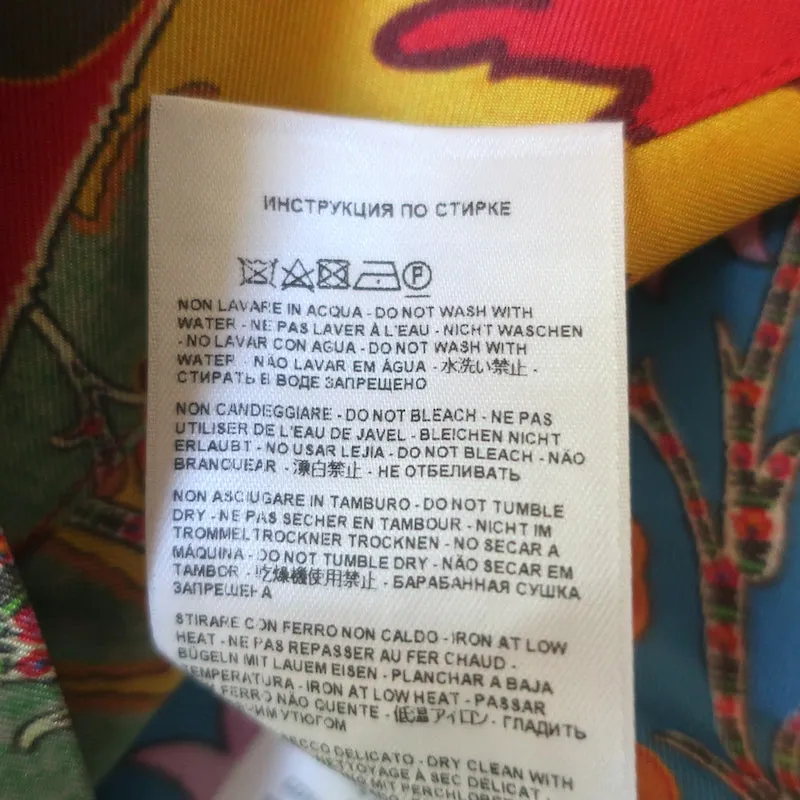 ИНСТРУКЦИЯ ПО СТИРКЕ
P
NON LAVARE IN ACQUA - DO NOT WASH WITH
WATER - NE PAS LAVER À L'EAU - NICHT WASCHEN
- NO LAVAR CON AGUA - DO NOT WASH WITH
WATER - NÃO LAVAR EM ÁGUA - 水洗い禁止 -
СТИРАТЬ В ВОДЕ ЗАПРЕЩЕНО
NON CANDEGGIARE - DO NOT BLEACH - NE PAS
UTILISER DE L'EAU DE JAVEL - BLEICHEN NICHT
ERLAUBT - NO USAR LEJIA - DO NOT BLEACH - NÃO
BRANQUEAR - 漂白禁止 - НЕ ОТБЕЛИВАТЬ
NON ASCIUGARE IN TAMBURO - DO NOT TUMBLE
DRY - NE PAS SECHER EN TAMBOUR - NICHT IM
TROMMELTROCKNER TROCKNEN - NO SECAR A
MÁQUINA - DO NOT TUMBLE DRY - NÃO SECAR EM
TAMBOR - 乾燥機使用禁止 - БАРАБАННАЯ СУШКА
ЗАПРЕЩЕНА
STIRARE CON FERRO NON CALDO - IRON AT LOW
HEAT - NE PAS REPASSER AU FER CHAUD -
BÜGELN MIT LAUEM EISEN - PLANCHAR A BAJA
TEMPERATURA - IRON AT LOW HEAT - PASSAR
FERRO NÃO QUENTE - 低温アイロン - ГЛАДИТЬ
УТЮГОМ
SECCO DELICATO - DRY CLEAN WITH
NETTOYAGE À SEC DÉLICAT -
MIT PERCHLOR